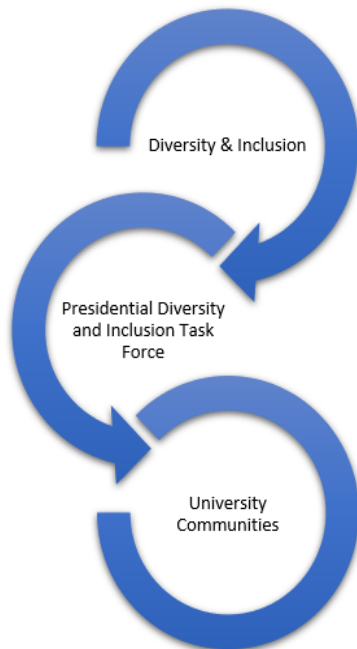 Diversity & Inclusion
Presidential Diversity
and Inclusion Task
Force
University
Communities